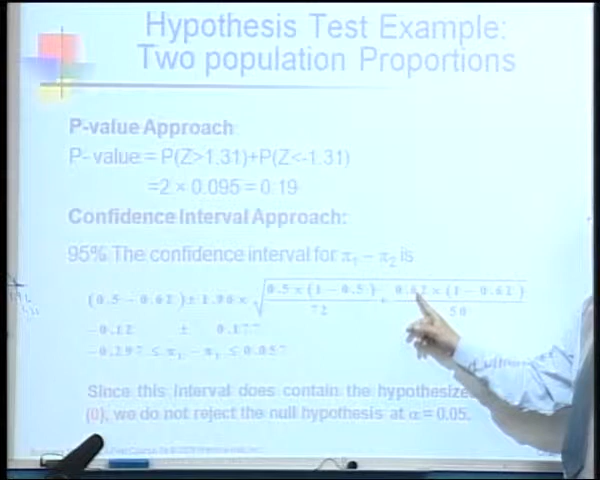 Hypothesis Test Example:
Two population Proportions
P-value Approach:
P- value = P(Z>1.31)+P(Z<-1.31)
=2 × 0.095 = 0.19
Confidence Interval Approach:
95% The confidence interval for π₁ − π₂ is
(0.5 − 0.62) ± 1.96 × √ 0.5 × (1 − 0.5) / 72 + 0.62 × (1 − 0.62) / 50
−0.12 ± 0.177
−0.297 ≤ π₁ − π₂ ≤ 0.057
Since this interval does contain the hypothesize
(0), we do not reject the null hypothesis at α = 0.05.